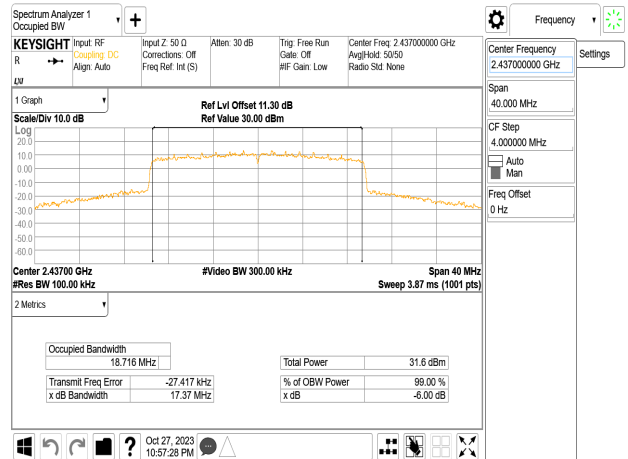 Spectrum Analyzer 1
Occupied BW
Frequency
KEYSIGHT
R
LXI
Input: RF
Coupling: DC
Align: Auto
Input Z: 50 Ω
Corrections: Off
Freq Ref: Int (S)
Atten: 30 dB
Trig: Free Run
Gate: Off
#IF Gain: Low
Center Freq: 2.437000000 GHz
Avg|Hold: 50/50
Radio Std: None
Center Frequency
2.437000000 GHz
Settings
Span
40.000 MHz
CF Step
4.000000 MHz
Auto
Man
Freq Offset
0 Hz
1 Graph
Scale/Div 10.0 dB
Ref Lvl Offset 11.30 dB
Ref Value 30.00 dBm
Log
20.0
10.0
0.00
-10.0
-20.0
-30.0
-40.0
-50.0
-60.0
Center 2.43700 GHz
#Video BW 300.00 kHz
Span 40 MHz
#Res BW 100.00 kHz
Sweep 3.87 ms (1001 pts)
2 Metrics
Occupied Bandwidth
18.716 MHz
Total Power 31.6 dBm
Transmit Freq Error -27.417 kHz
% of OBW Power 99.00 %
x dB Bandwidth 17.37 MHz
x dB -6.00 dB
?
Oct 27, 2023
10:57:28 PM